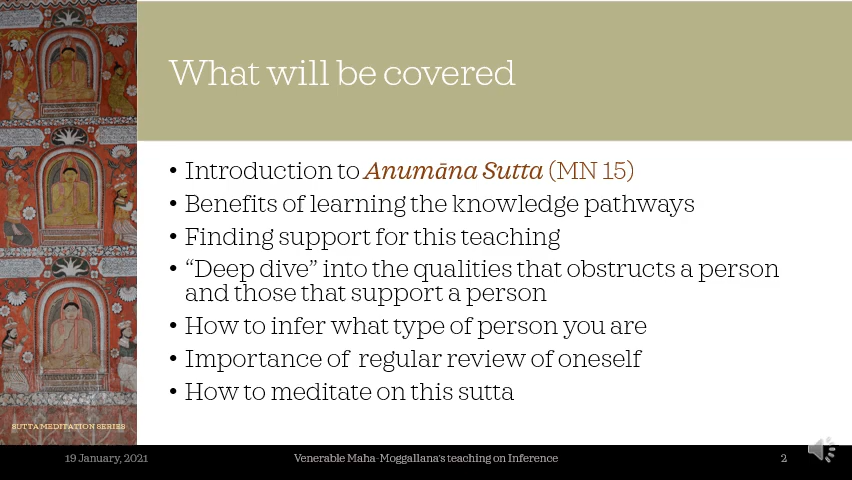 What will be covered
• Introduction to Anumāna Sutta (MN 15)
• Benefits of learning the knowledge pathways
• Finding support for this teaching
• “Deep dive” into the qualities that obstructs a person
and those that support a person
• How to infer what type of person you are
• Importance of  regular review of oneself
• How to meditate on this sutta
SUTTA MEDITATION SERIES
19 January, 2021
Venerable Maha-Moggallana's teaching on Inference
2